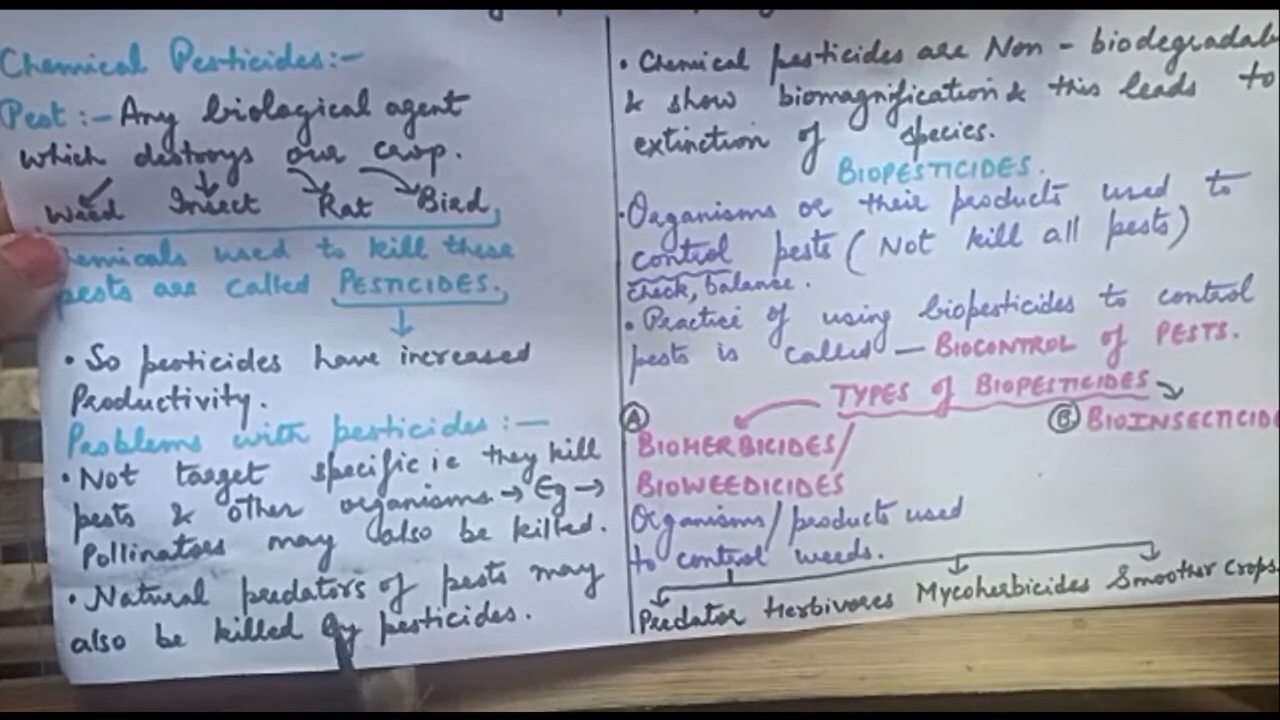 Chemical Pesticides:-
Pest:- Any biological agent
which destroys our crop.
Weed Insect Rat Bird
emicals used to kill these
pests are called PESTICIDES.
• So pesticides have increased
Productivity.
Problems with pesticides:-
• Not target specific ie they kill
pests & other organisms → Eg →
Pollinators may also be killed.
• Natural predators of pests may
also be killed by pesticides.
• Chemical pesticides are Non-biodegradab
& show biomagnification & this leads to
extinction of species.
BIOPESTICIDES.
• Organisms or their products used to
control pests (Not kill all pests)
check, balance.
• Practice of using biopesticides to control
pests is called - BIOCONTROL of PESTS.
TYPES of BIOPESTICIDES
Ⓐ BIOHERBICIDES/
BIOWEEDICIDES
Ⓑ BIOINSECTICID
Organisms/products used
to control weeds.
Predator Herbivores Mycoherbicides Smoother crops